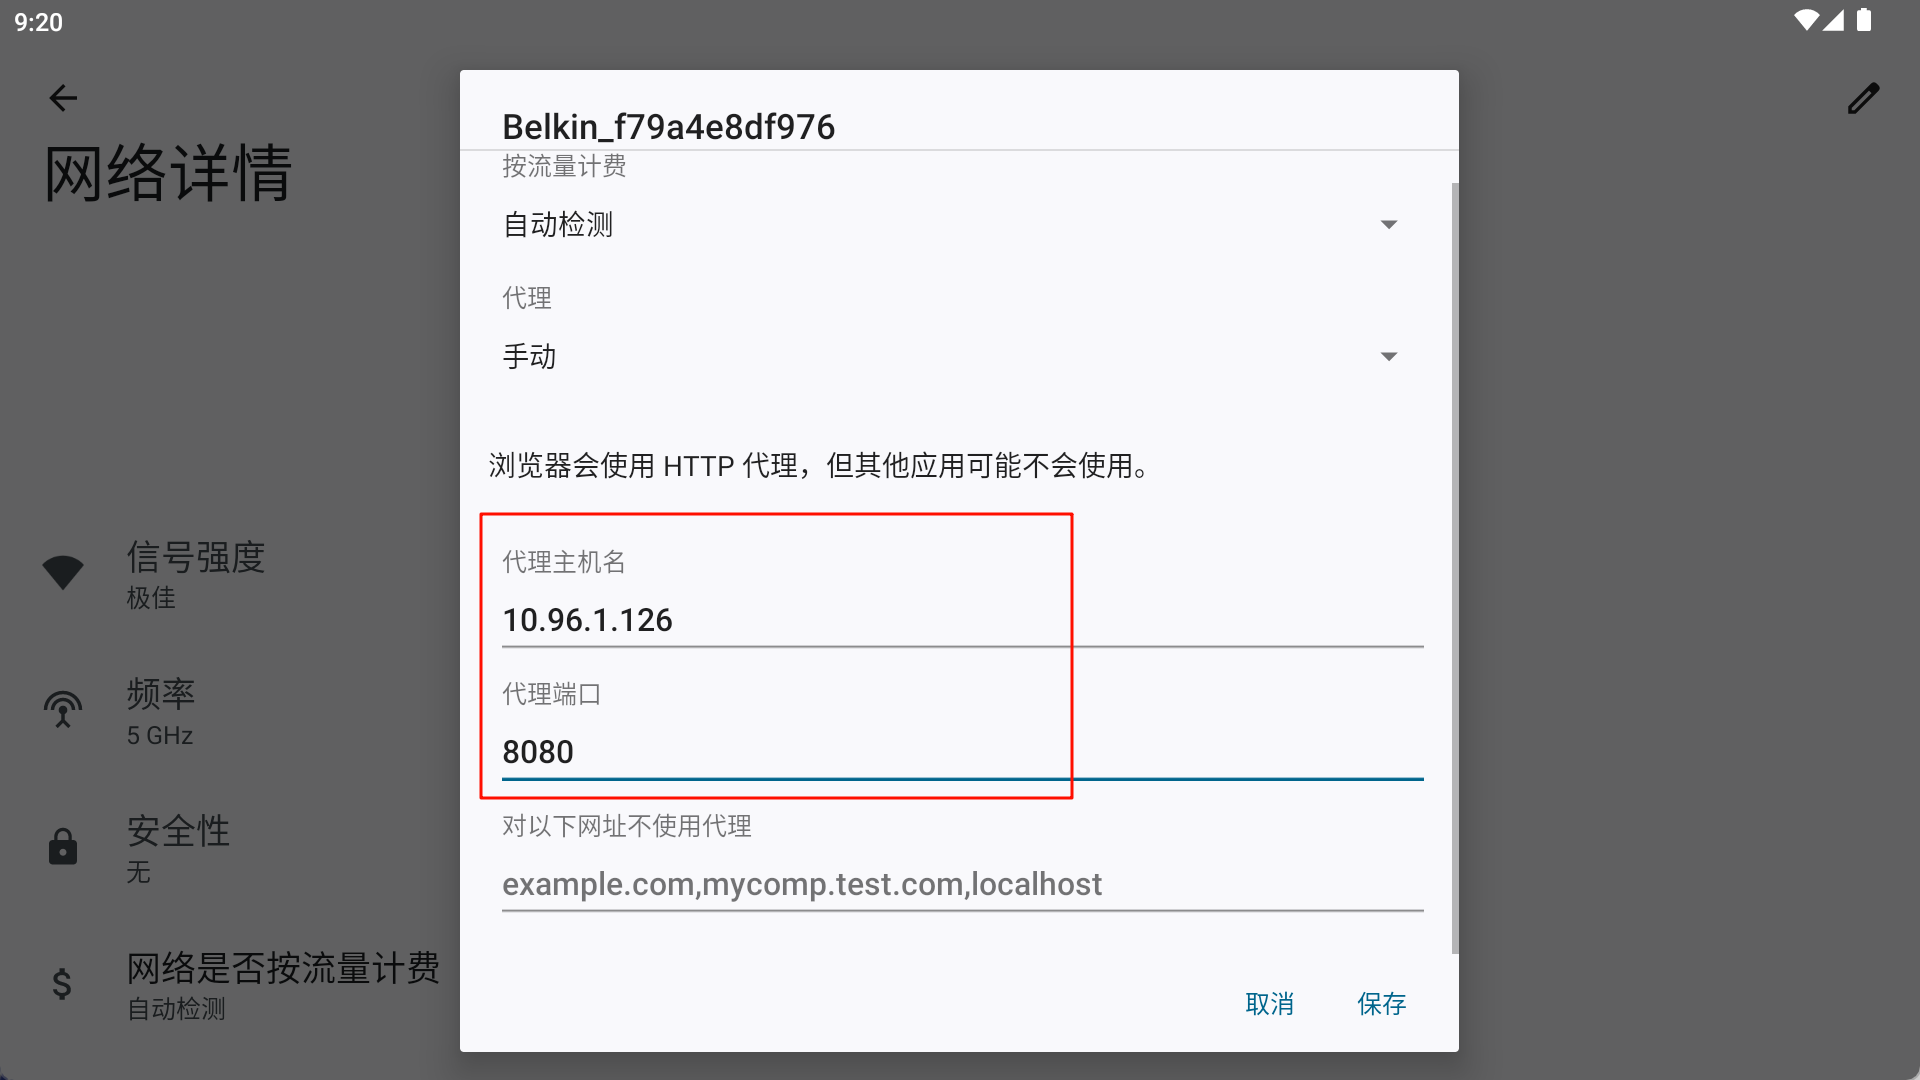 9:20
网络详情
信号强度
极佳
频率
5 GHz
安全性
无
网络是否按流量计费
自动检测
Belkin_f79a4e8df976
按流量计费
自动检测
代理
手动
浏览器会使用 HTTP 代理，但其他应用可能不会使用。
代理主机名
10.96.1.126
代理端口
8080
对以下网址不使用代理
example.com,mycomp.test.com,localhost
取消
保存